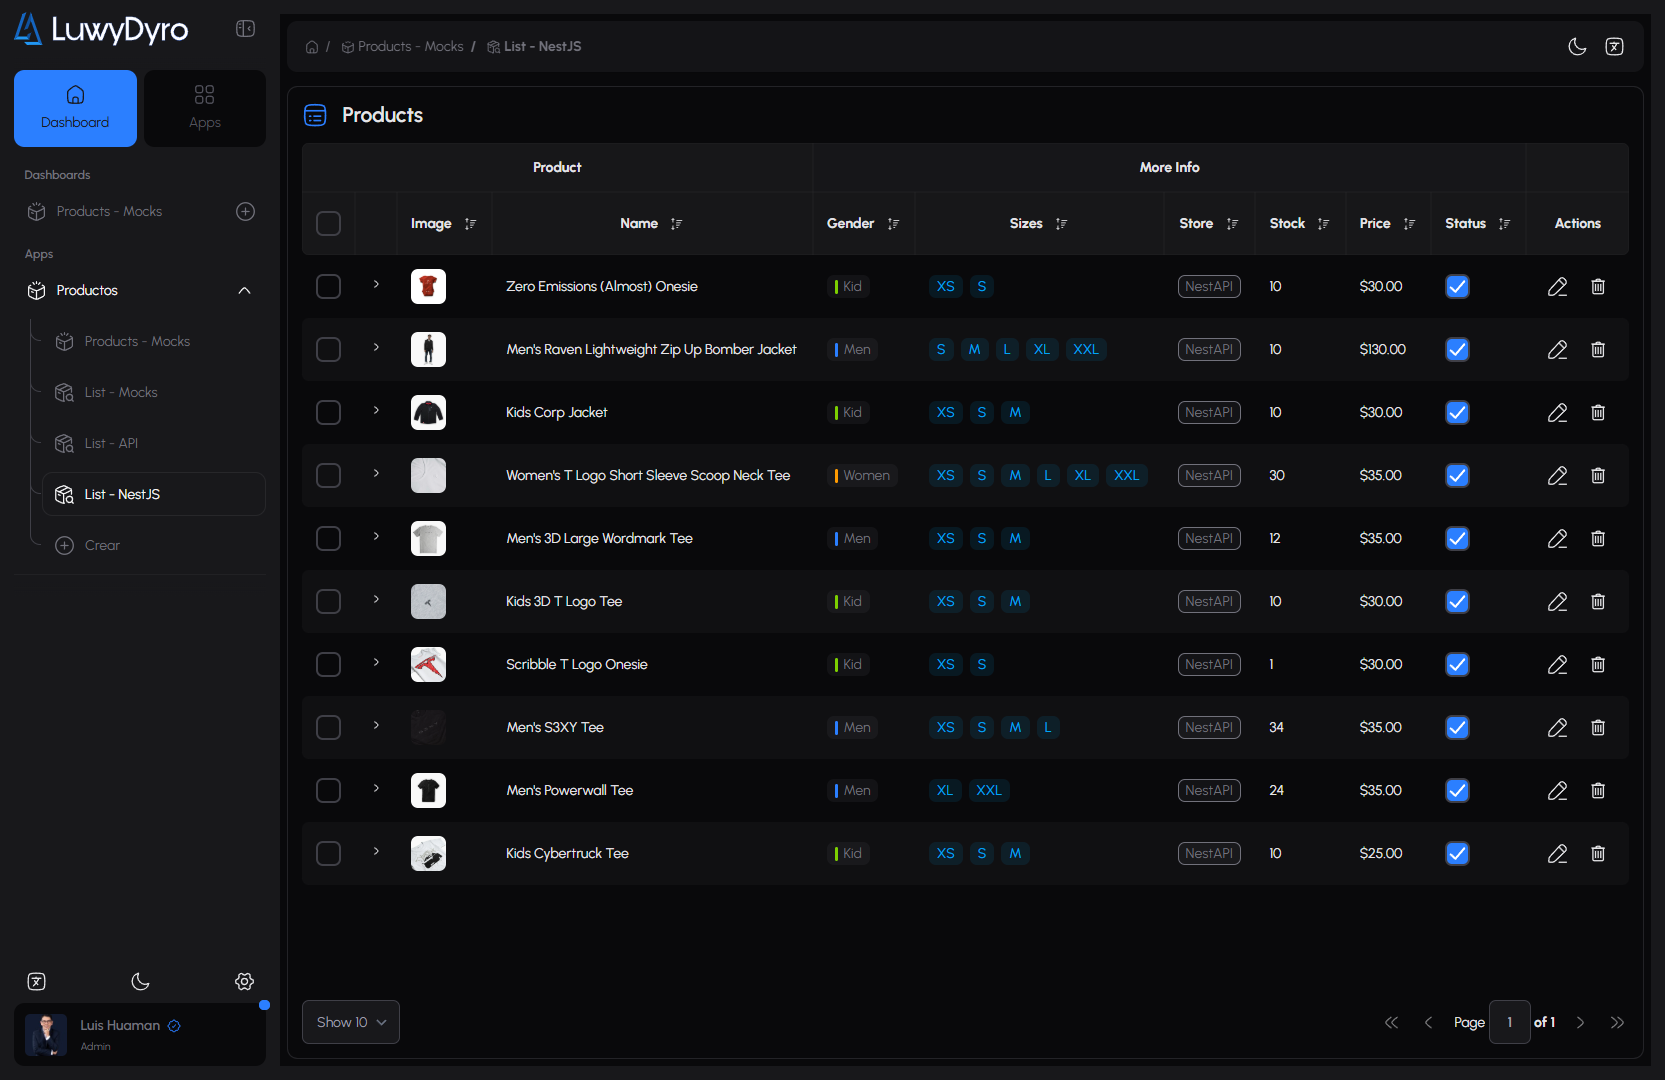 LuwyDyro
Dashboard
Apps
Dashboards
Products - Mocks
Apps
Productos
Products - Mocks
List - Mocks
List - API
List - NestJS
Crear
Luis Huaman
Admin
/ Products - Mocks / List - NestJS
Products
Product More Info
Image Name Gender Sizes Store Stock Price Status Actions
Zero Emissions (Almost) Onesie Kid XS S NestAPI 10 $30.00
Men's Raven Lightweight Zip Up Bomber Jacket Men S M L XL XXL NestAPI 10 $130.00
Kids Corp Jacket Kid XS S M NestAPI 10 $30.00
Women's T Logo Short Sleeve Scoop Neck Tee Women XS S M L XL XXL NestAPI 30 $35.00
Men's 3D Large Wordmark Tee Men XS S M NestAPI 12 $35.00
Kids 3D T Logo Tee Kid XS S M NestAPI 10 $30.00
Scribble T Logo Onesie Kid XS S NestAPI 1 $30.00
Men's S3XY Tee Men XS S M L NestAPI 34 $35.00
Men's Powerwall Tee Men XL XXL NestAPI 24 $35.00
Kids Cybertruck Tee Kid XS S M NestAPI 10 $25.00
Show 10
Page 1 of 1